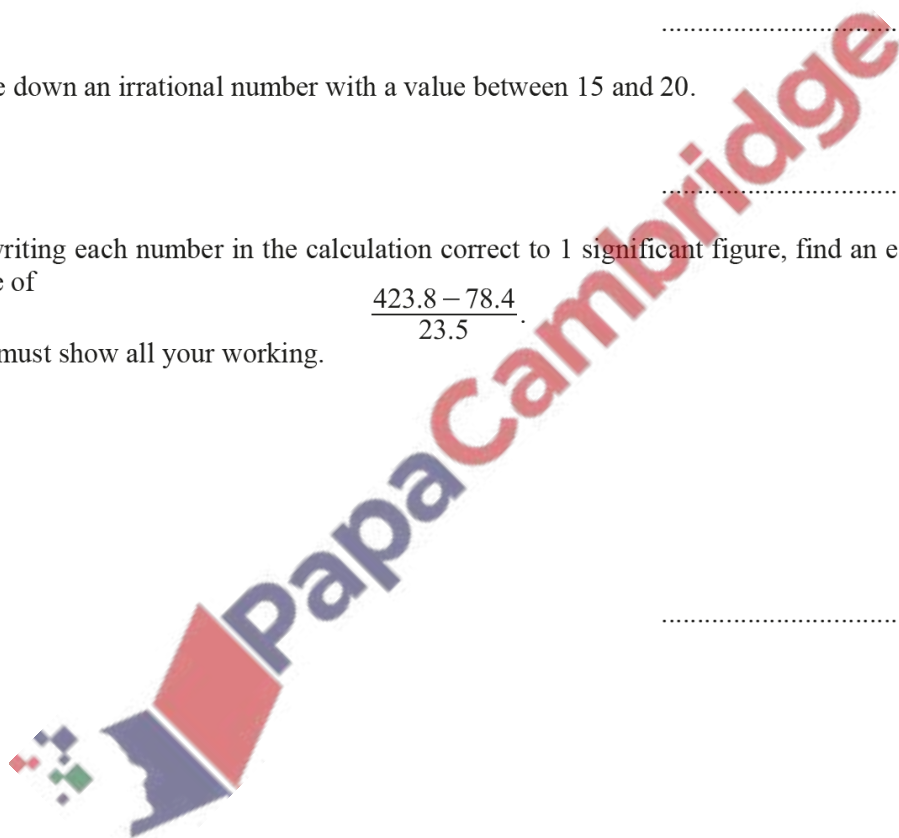 e down an irrational number with a value between 15 and 20.
riting each number in the calculation correct to 1 significant figure, find an e
e of
423.8 – 78.4
23.5 .
must show all your working.
PapaCambridge